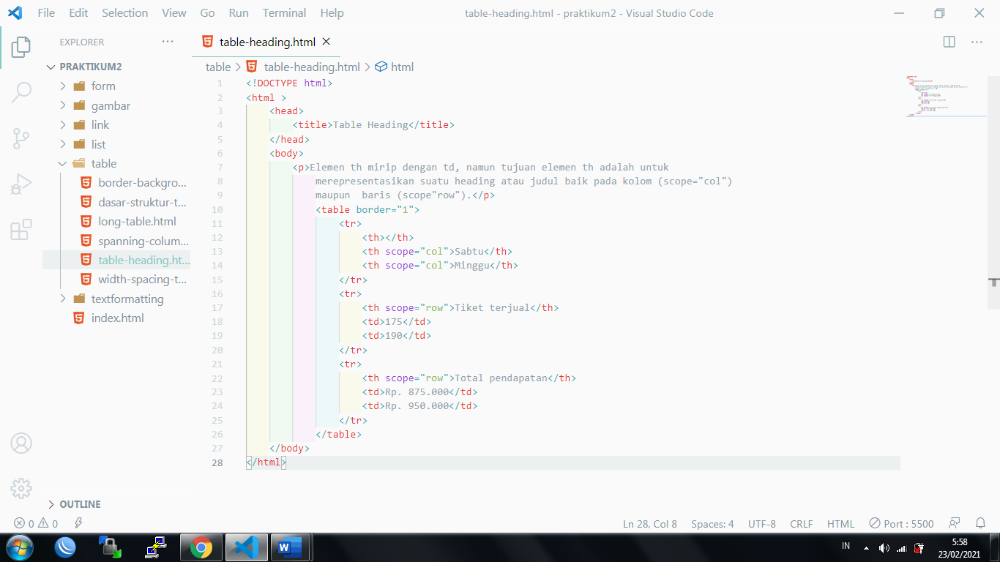 File Edit Selection View Go Run Terminal Help
table-heading.html - praktikum2 - Visual Studio Code
EXPLORER ···
PRAKTIKUM2
form
gambar
link
list
table
border-backgro...
dasar-struktur-t...
long-table.html
spanning-colum...
table-heading.ht...
width-spacing-t...
textformatting
index.html
OUTLINE
table-heading.html
table > table-heading.html > html
1 <!DOCTYPE html>
2 <html >
3 <head>
4 <title>Table Heading</title>
5 </head>
6 <body>
7 <p>Elemen th mirip dengan td, namun tujuan elemen th adalah untuk
8 merepresentasikan suatu heading atau judul baik pada kolom (scope="col")
9 maupun  baris (scope"row").</p>
10 <table border="1">
11 <tr>
12 <th></th>
13 <th scope="col">Sabtu</th>
14 <th scope="col">Minggu</th>
15 </tr>
16 <tr>
17 <th scope="row">Tiket terjual</th>
18 <td>175</td>
19 <td>190</td>
20 </tr>
21 <tr>
22 <th scope="row">Total pendapatan</th>
23 <td>Rp. 875.000</td>
24 <td>Rp. 950.000</td>
25 </tr>
26 </table>
27 </body>
28 </html>
0 0 Ln 28, Col 8 Spaces: 4 UTF-8 CRLF HTML Port : 5500
IN
5:58
23/02/2021